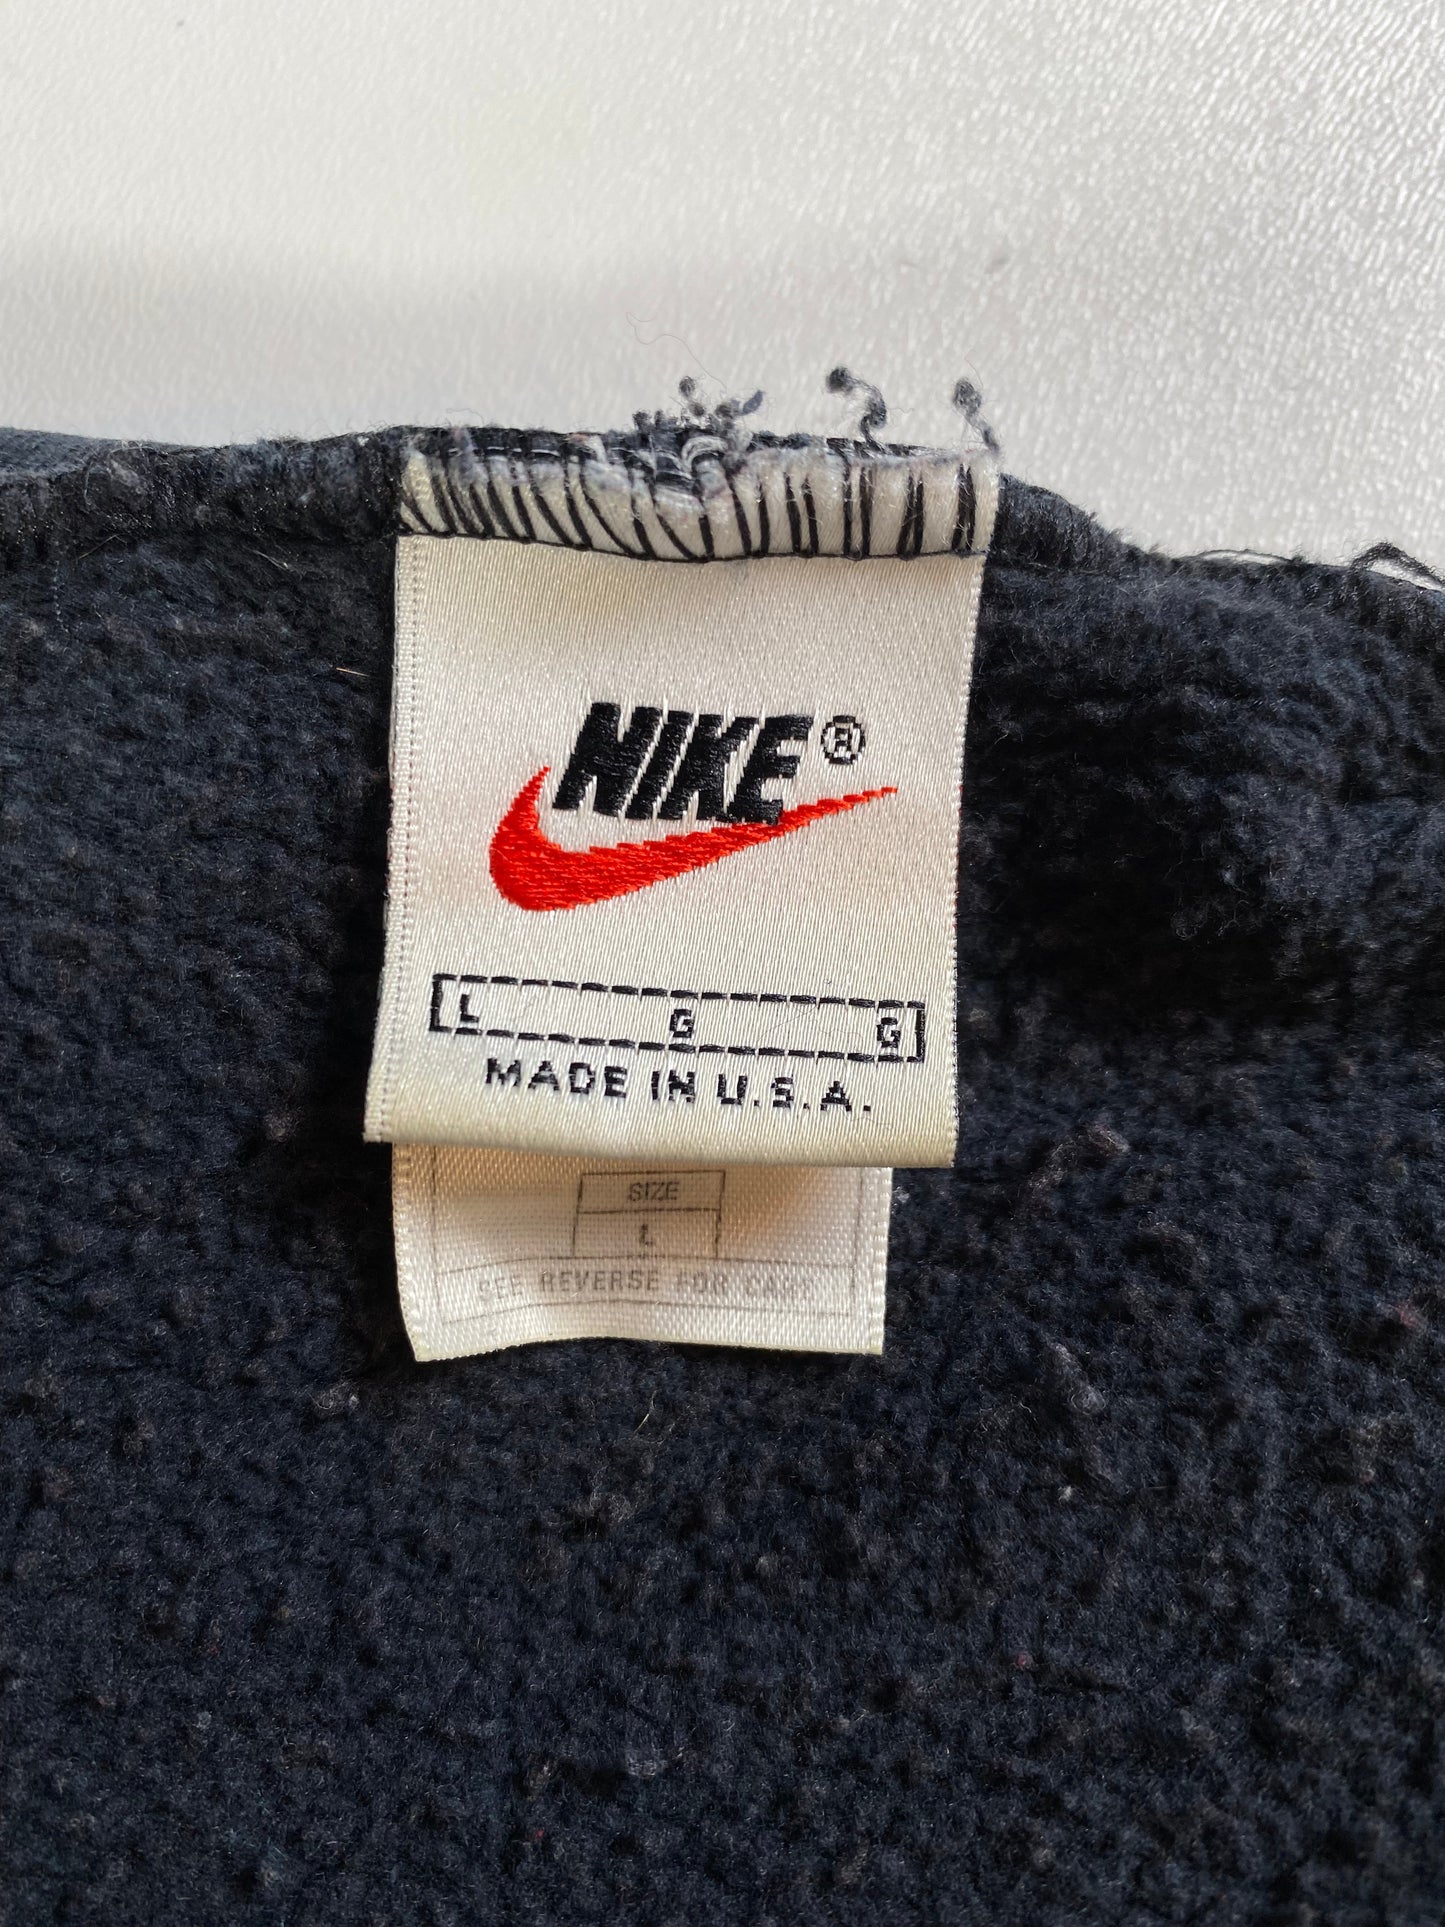 NIKE®
L G G
MADE IN U.S.A.
SIZE
L
SEE REVERSE FOR CARE